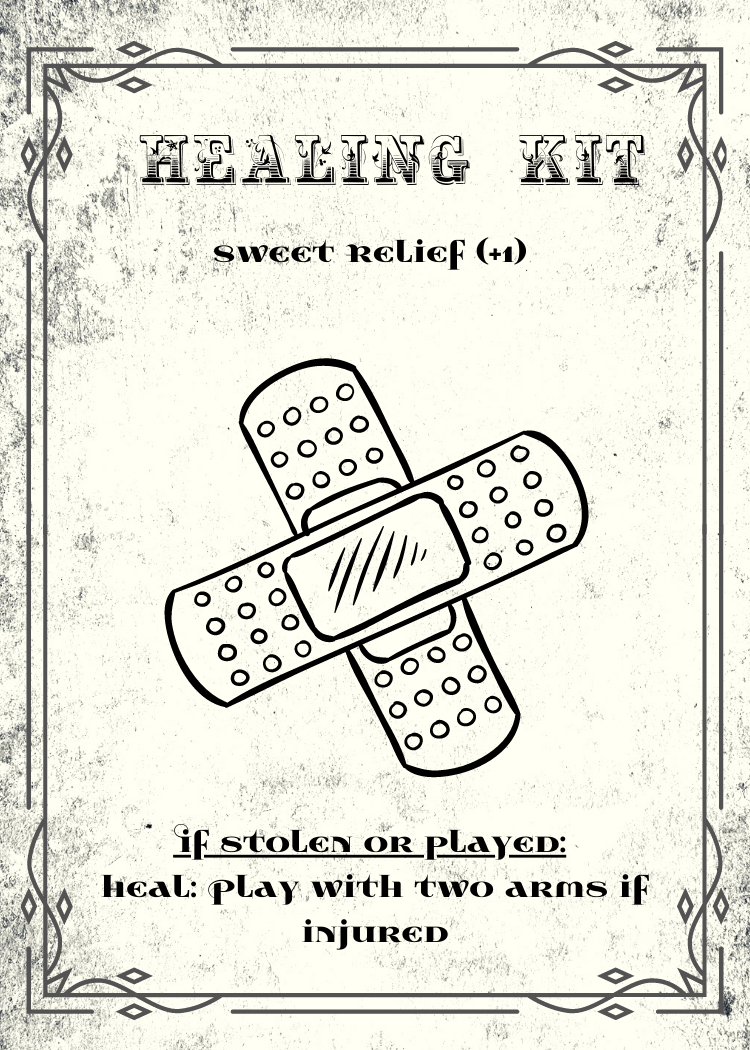 HEALING KIT
Sweet Relief (+1)
If stolen or played:
Heal: Play with two arms if
injured